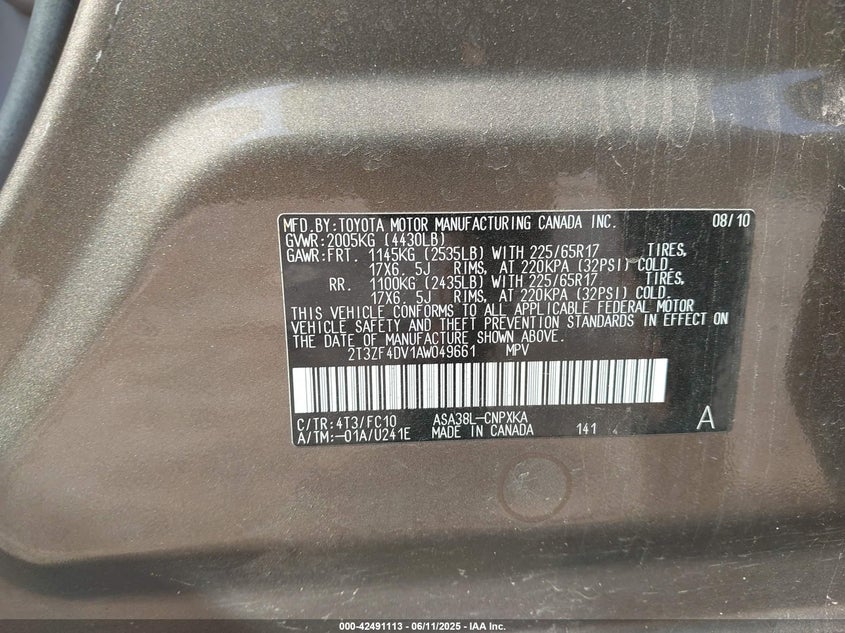 MFD.BY:TOYOTA MOTOR MANUFACTURING CANADA INC. 08/10
GVWR:2005KG (4430LB)
GAWR:FRT. 1145KG (2535LB) WITH 225/65R17 TIRES,
17X6. 5J RIMS, AT 220KPA (32PSI) COLD.
RR. 1100KG (2435LB) WITH 225/65R17 TIRES,
17X6. 5J RIMS, AT 220KPA (32PSI) COLD.
THIS VEHICLE CONFORMS TO ALL APPLICABLE FEDERAL MOTOR
VEHICLE SAFETY AND THEFT PREVENTION STANDARDS IN EFFECT ON
THE DATE OF MANUFACTURE SHOWN ABOVE.
2T3ZF4DV1AW049661 MPV
C/TR:4T3/FC10 ASA38L-CNPXKA
A/TM:-01A/U241E MADE IN CANADA 141 A
000-42491113 - 06/11/2025 - IAA Inc.